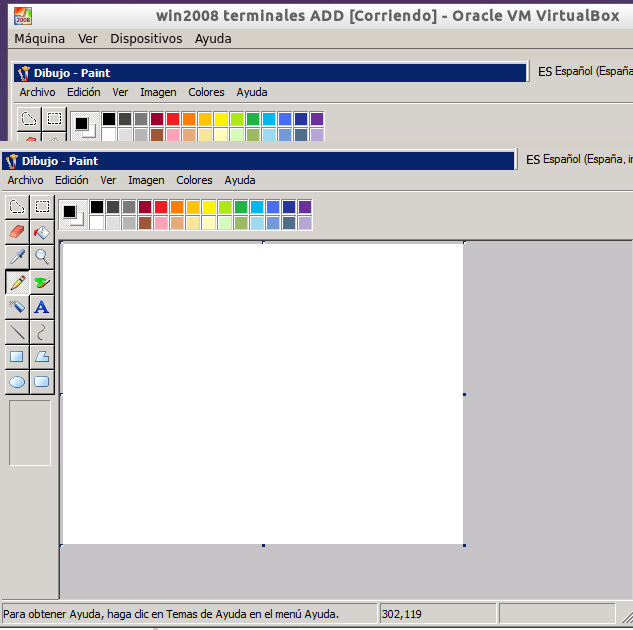 win2008 terminales ADD [Corriendo] - Oracle VM VirtualBox
Máquina Ver Dispositivos Ayuda
Dibujo - Paint
ES Español (España
Archivo Edición Ver Imagen Colores Ayuda
Dibujo - Paint
ES Español (España, in
Archivo Edición Ver Imagen Colores Ayuda
A
Para obtener Ayuda, haga clic en Temas de Ayuda en el menú Ayuda.
302,119